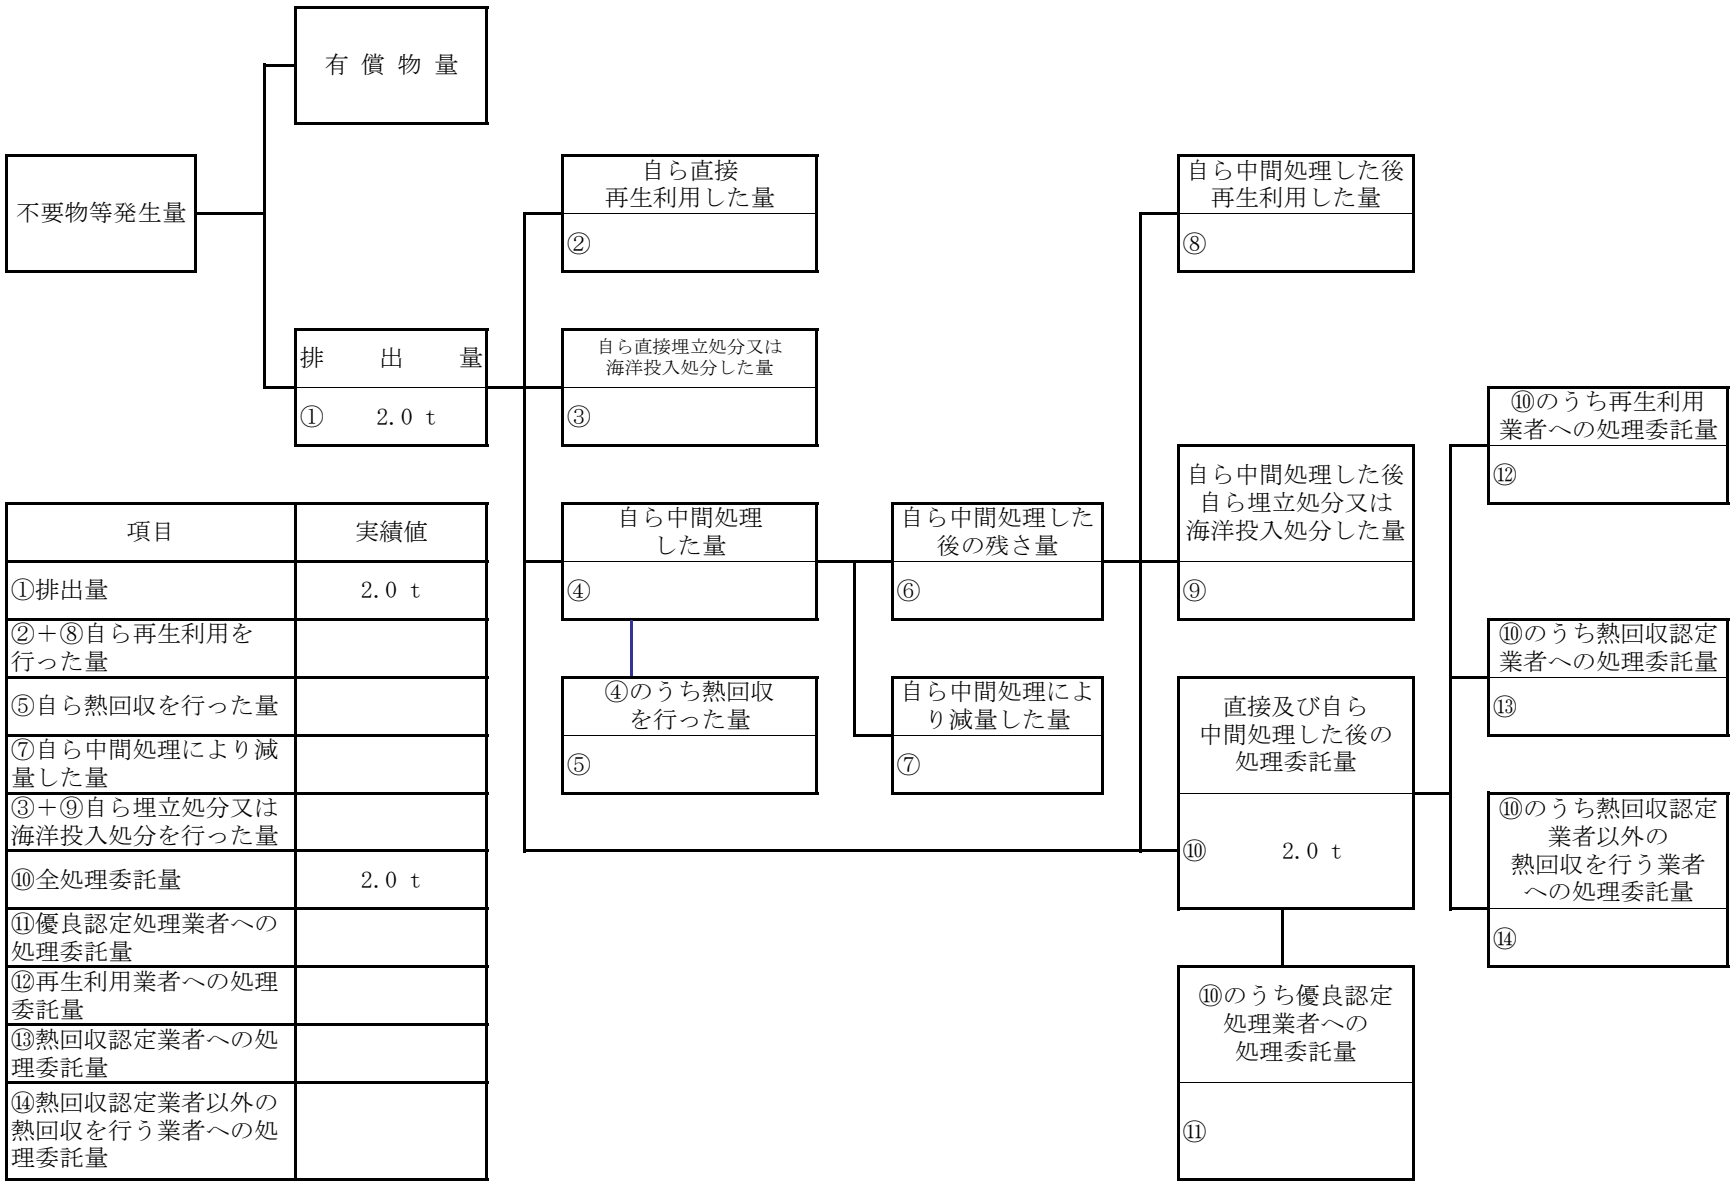 有 償 物 量
不要物等発生量
自ら直接
再生利用した量
②
自ら中間処理した後
再生利用した量
⑧
排 出 量
① 2.0 t
自ら直接埋立処分又は
海洋投入処分した量
③
⑩のうち再生利用
業者への処理委託量
⑫
自ら中間処理
した量
④
自ら中間処理した
後の残さ量
⑥
自ら中間処理した後
自ら埋立処分又は
海洋投入処分した量
⑨
⑩のうち熱回収認定
業者への処理委託量
⑬
④のうち熱回収
を行った量
⑤
自ら中間処理によ
り減量した量
⑦
直接及び自ら
中間処理した後の
処理委託量
⑩ 2.0 t
⑩のうち熱回収認定
業者以外の
熱回収を行う業者
への処理委託量
⑭
⑩のうち優良認定
処理業者への
処理委託量
⑪
項目 実績値
①排出量 2.0 t
②＋⑧自ら再生利用を
行った量
⑤自ら熱回収を行った量
⑦自ら中間処理により減
量した量
③＋⑨自ら埋立処分又は
海洋投入処分を行った量
⑩全処理委託量 2.0 t
⑪優良認定処理業者への
処理委託量
⑫再生利用業者への処理
委託量
⑬熱回収認定業者への処
理委託量
⑭熱回収認定業者以外の
熱回収を行う業者への処
理委託量